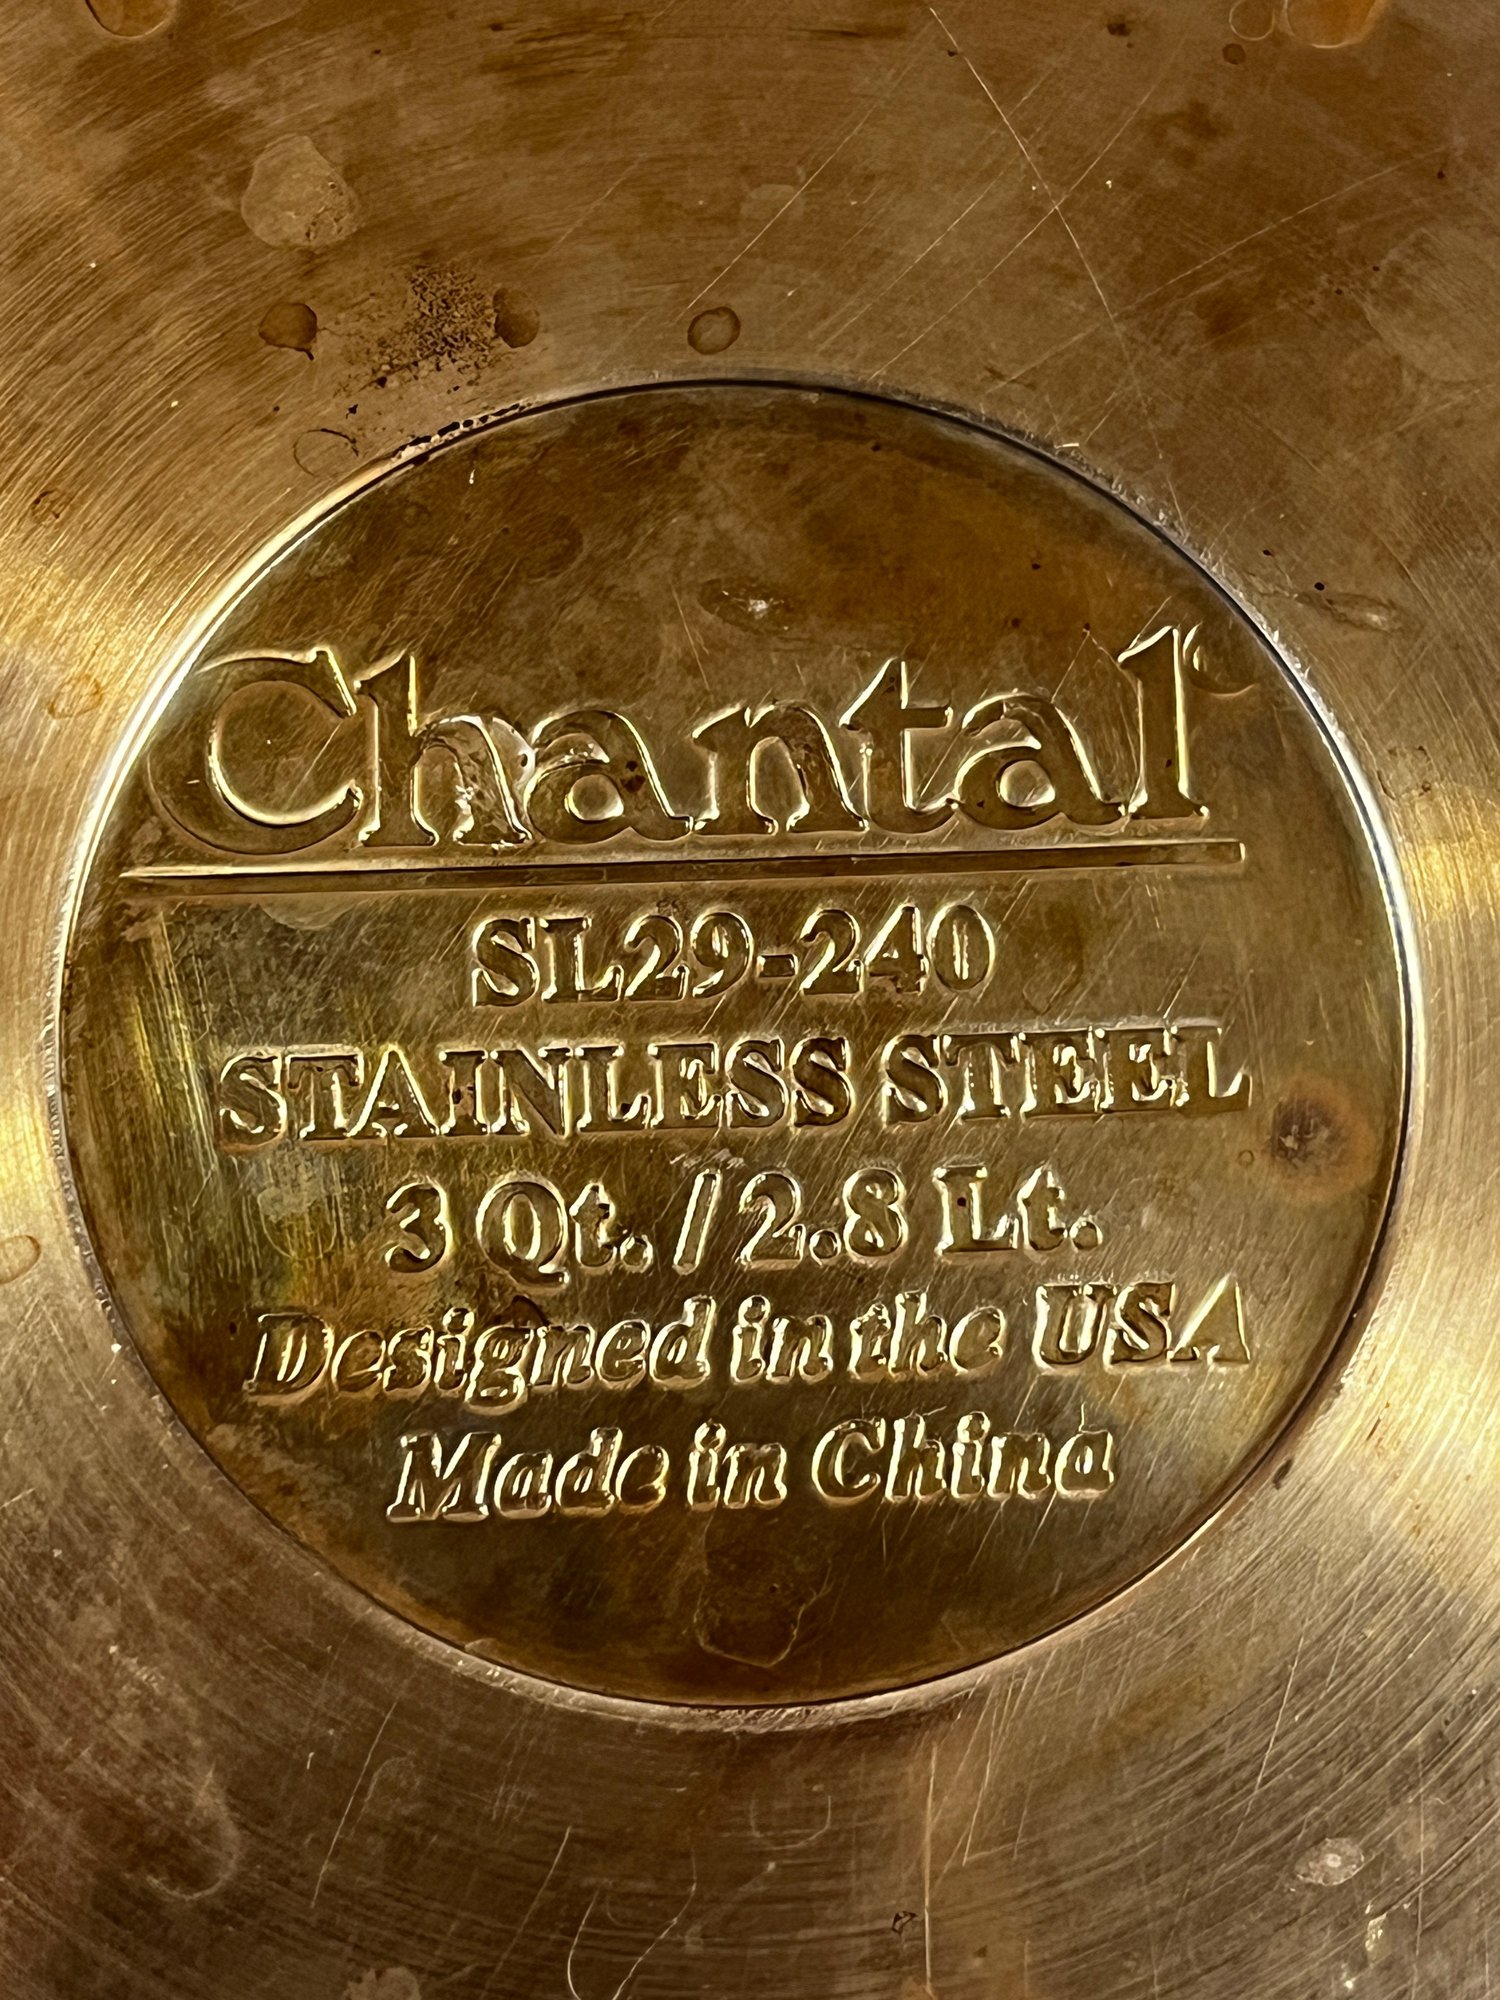 Chantal
SL29-240
STAINLESS STEEL
3 Qt. / 2.8 Lt.
Designed in the USA
Made in China